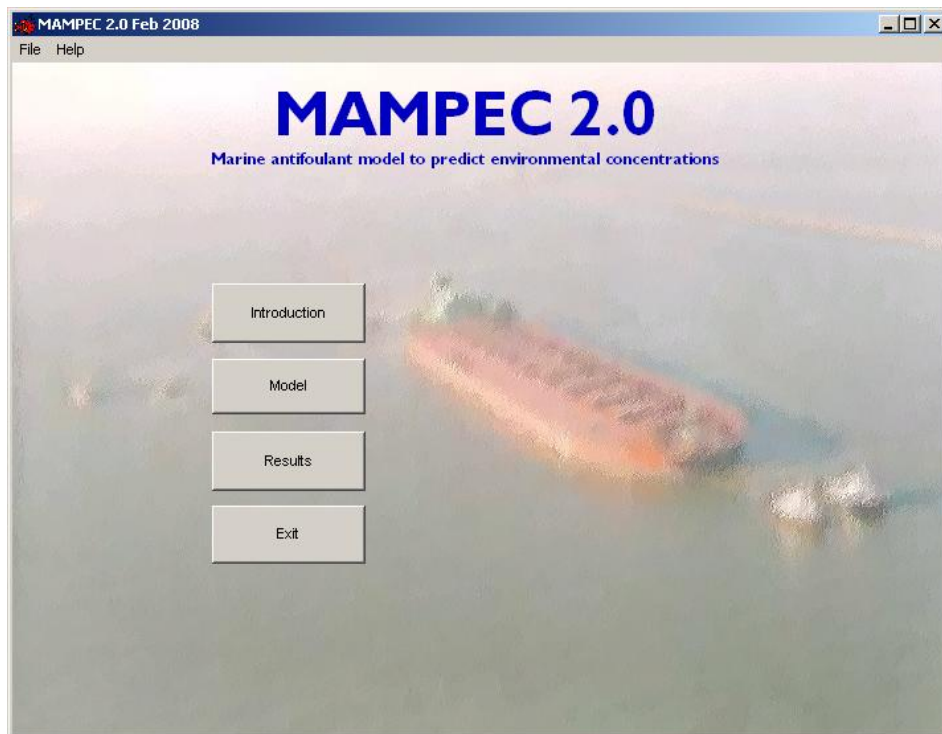 MAMPEC 2.0 Feb 2008
File Help
MAMPEC 2.0
Marine antifoulant model to predict environmental concentrations
Introduction
Model
Results
Exit